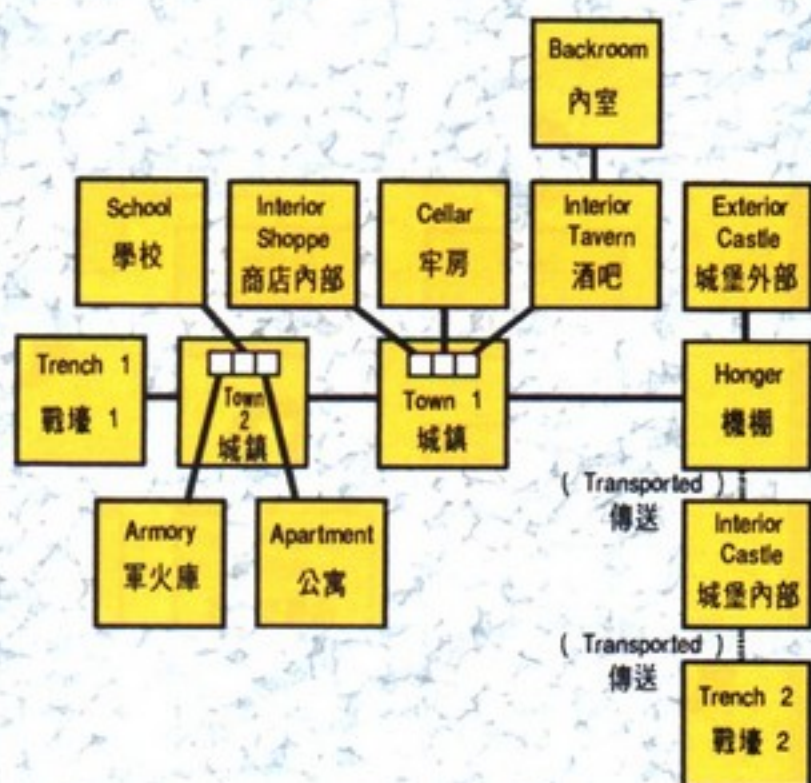 Backroom
內室
School
學校
Interior
Shoppe
商店內部
Cellar
牢房
Interior
Tavern
酒吧
Exterior
Castle
城堡外部
Trench 1
戰壕 1
Town
2
城鎮
Town 1
城鎮
Honger
機棚
( Transported )
傳送
Armory
軍火庫
Apartment
公寓
Interior
Castle
城堡內部
( Transported )
傳送
Trench 2
戰壕 2